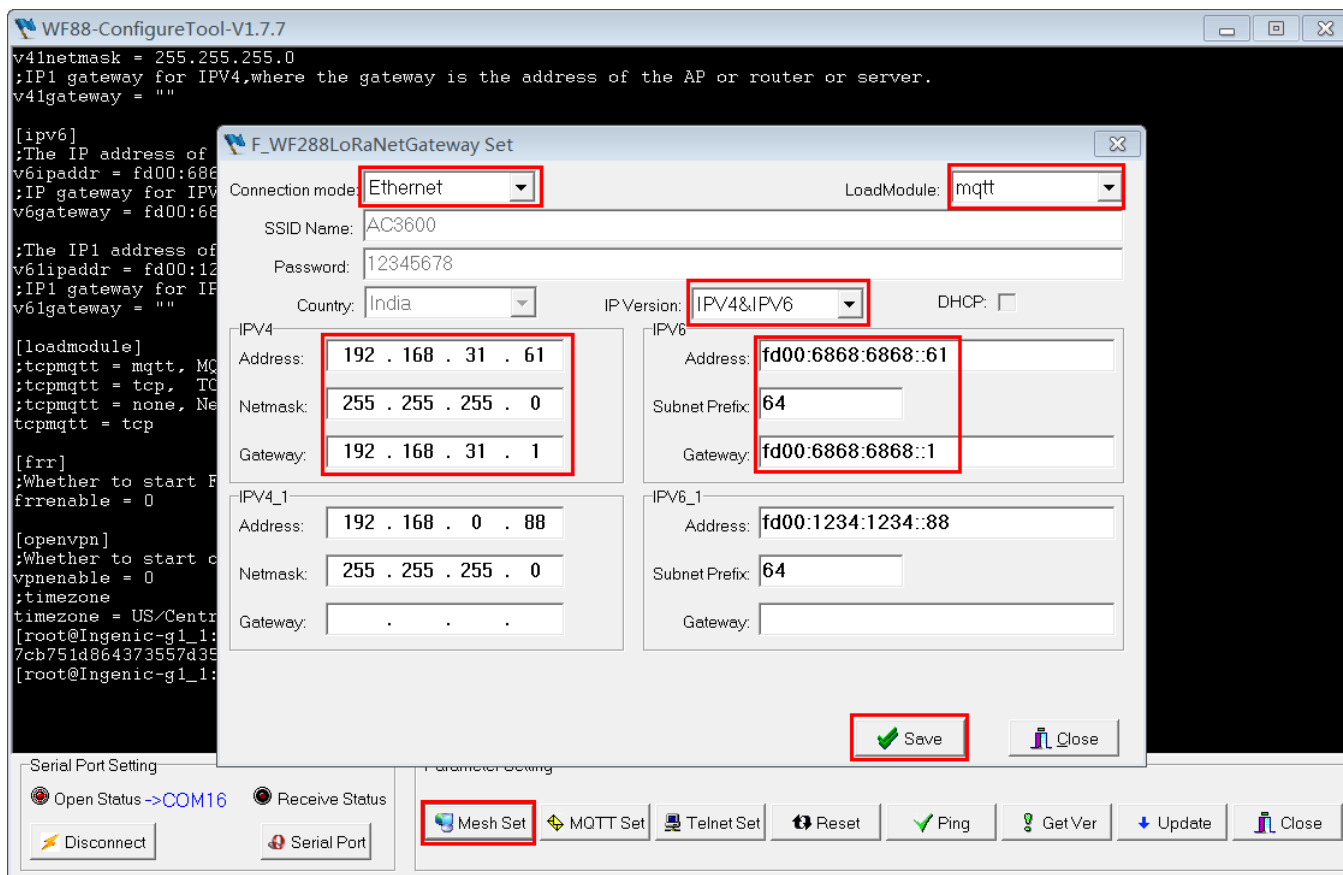 WF88-ConfigureTool-V1.7.7
v41netmask = 255.255.255.0
;IP1 gateway for IPV4,where the gateway is the address of the AP or router or server.
v41gateway = ""
[ipv6]
;The IP address of
v6ipaddr = fd00:686
;IP gateway for IPV
v6gateway = fd00:68
;The IP1 address of
v61ipaddr = fd00:12
;IP1 gateway for IP
v61gateway = ""
[loadmodule]
;tcpmqtt = mqtt, MQ
;tcpmqtt = tcp,  TC
;tcpmqtt = none, Ne
tcpmqtt = tcp
[frr]
;Whether to start F
frrenable = 0
[openvpn]
;Whether to start c
vpnenable = 0
;timezone
timezone = US/Centr
[root@Ingenic-g1_1:
7cb751d864373557d35
[root@Ingenic-g1_1:
F_WF288LoRaNetGateway Set
Connection mode: Ethernet LoadModule: mqtt
SSID Name: AC3600
Password: 12345678
Country: India IP Version: IPV4&IPV6 DHCP:
IPV4
Address: 192 . 168 . 31 . 61
Netmask: 255 . 255 . 255 . 0
Gateway: 192 . 168 . 31 . 1
IPV6
Address: fd00:6868:6868::61
Subnet Prefix: 64
Gateway: fd00:6868:6868::1
IPV4_1
Address: 192 . 168 . 0 . 88
Netmask: 255 . 255 . 255 . 0
Gateway: . . .
IPV6_1
Address: fd00:1234:1234::88
Subnet Prefix: 64
Gateway:
Save Close
Serial Port Setting
Open Status ->COM16 Receive Status
Disconnect Serial Port
Parameter Setting
Mesh Set MQTT Set Telnet Set Reset Ping Get Ver Update Close